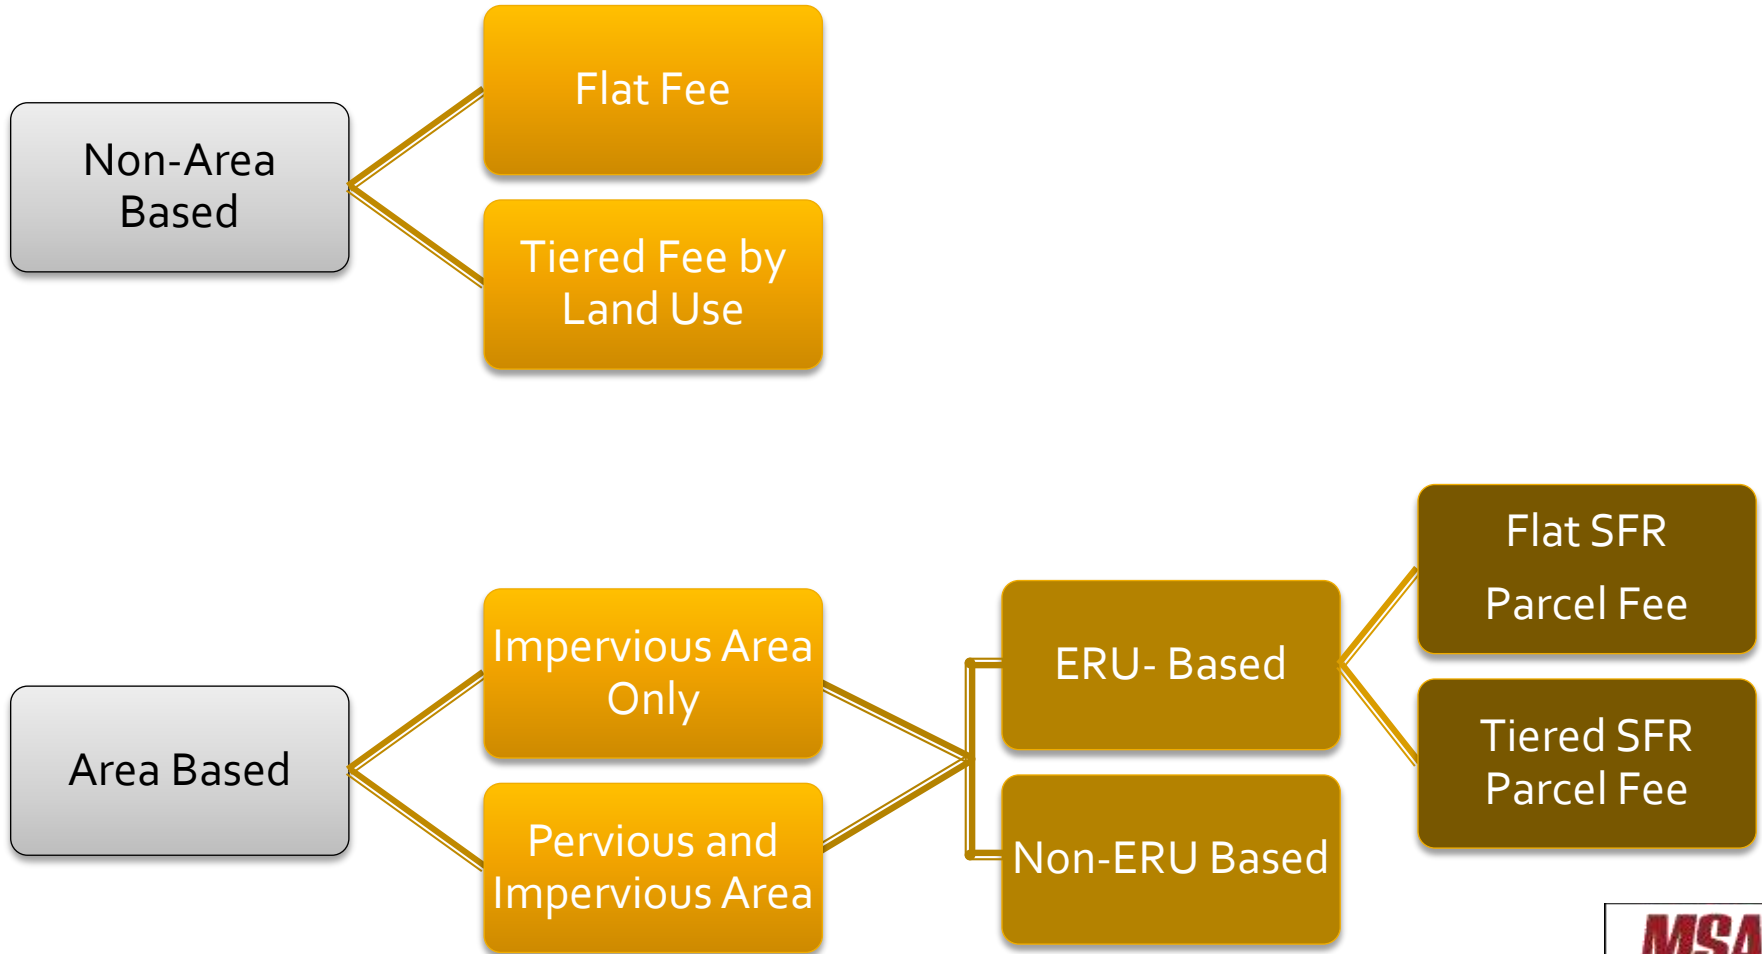 Flat Fee
Non-Area
Based
Tiered Fee by
Land Use
Flat SFR
Parcel Fee
Impervious Area
Only
ERU- Based
Area Based
Tiered SFR
Parcel Fee
Pervious and
Impervious Area
Non-ERU Based
MSA